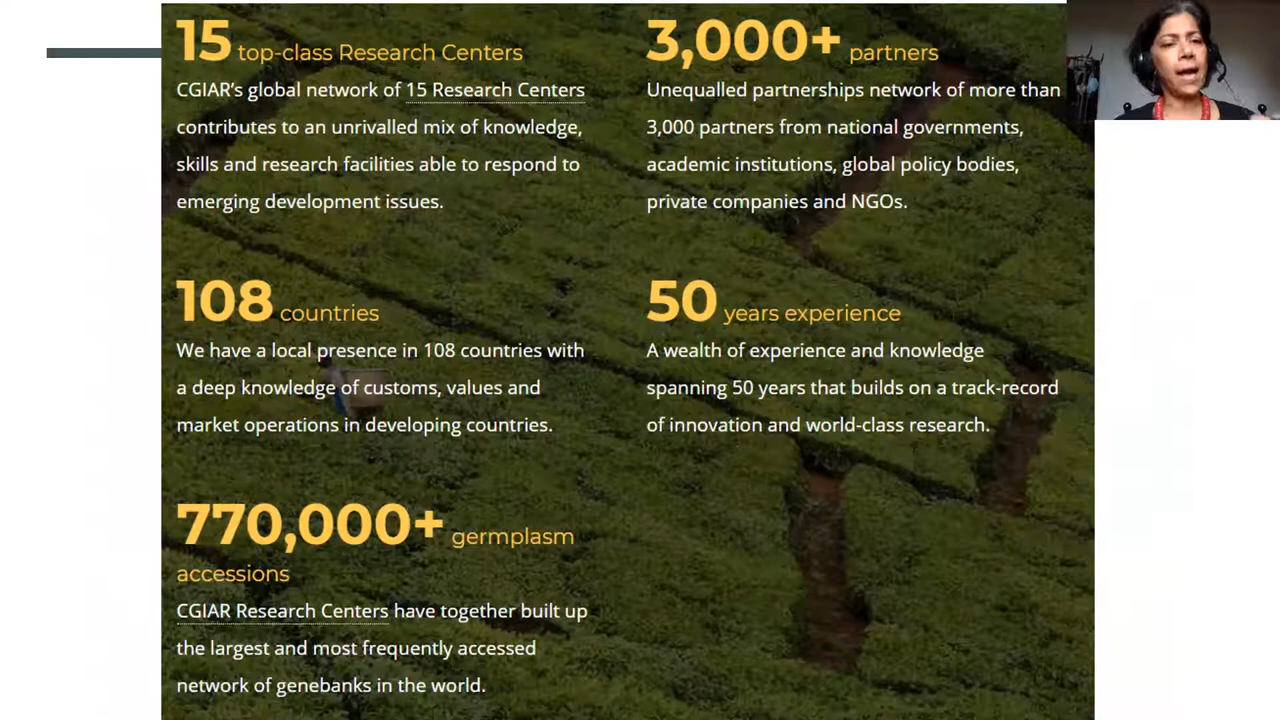 15 top-class Research Centers
CGIAR's global network of 15 Research Centers
contributes to an unrivalled mix of knowledge,
skills and research facilities able to respond to
emerging development issues.
3,000+ partners
Unequalled partnerships network of more than
3,000 partners from national governments,
academic institutions, global policy bodies,
private companies and NGOs.
108 countries
We have a local presence in 108 countries with
a deep knowledge of customs, values and
market operations in developing countries.
50 years experience
A wealth of experience and knowledge
spanning 50 years that builds on a track-record
of innovation and world-class research.
770,000+ germplasm
accessions
CGIAR Research Centers have together built up
the largest and most frequently accessed
network of genebanks in the world.